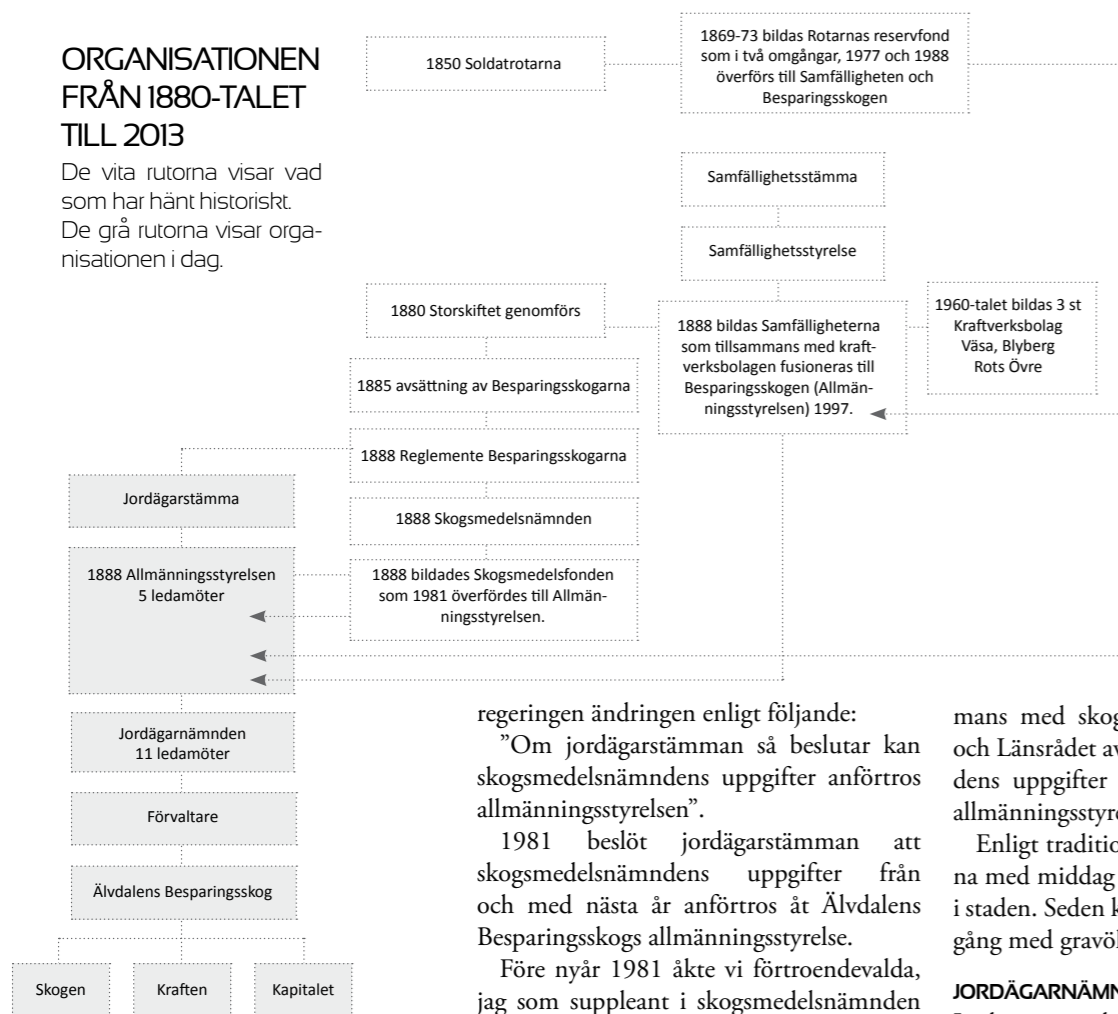 ORGANISATIONEN
FRÅN 1880-TALET
TILL 2013
De vita rutorna visar vad
som har hänt historiskt.
De grå rutorna visar orga-
nisationen i dag.
1850 Soldatrotarna
1869-73 bildas Rotarnas reservfond
som i två omgångar, 1977 och 1988
överförs till Samfälligheten och
Besparingsskogen
Samfällighetsstämma
Samfällighetsstyrelse
1880 Storskiftet genomförs
1888 bildas Samfälligheterna
som tillsammans med kraft-
verksbolagen fusioneras till
Besparingsskogen (Allmän-
ningsstyrelsen) 1997.
1960-talet bildas 3 st
Kraftverksbolag
Väsa, Blyberg
Rots Övre
1885 avsättning av Besparingsskogarna
1888 Reglemente Besparingsskogarna
1888 Skogsmedelsnämnden
1888 bildades Skogsmedelsfonden
som 1981 överfördes till Allmän-
ningsstyrelsen.
Jordägarstämma
1888 Allmänningsstyrelsen
5 ledamöter
Jordägarnämnden
11 ledamöter
Förvaltare
Älvdalens Besparingsskog
Skogen
Kraften
Kapitalet
regeringen ändringen enligt följande:
”Om jordägarstämman så beslutar kan
skogsmedelsnämndens uppgifter anförtros
allmänningsstyrelsen”.
1981 beslöt jordägarstämman att
skogsmedelsnämndens uppgifter från
och med nästa år anförtros åt Älvdalens
Besparingsskogs allmänningsstyrelse.
Före nyår 1981 åkte vi förtroendevalda,
jag som suppleant i skogsmedelsnämnden
mans med skog
och Länsrådet av
dens uppgifter
allmänningsstyre
Enligt traditio
na med middag
i staden. Seden k
gång med gravöl
JORDÄGARNÄMN